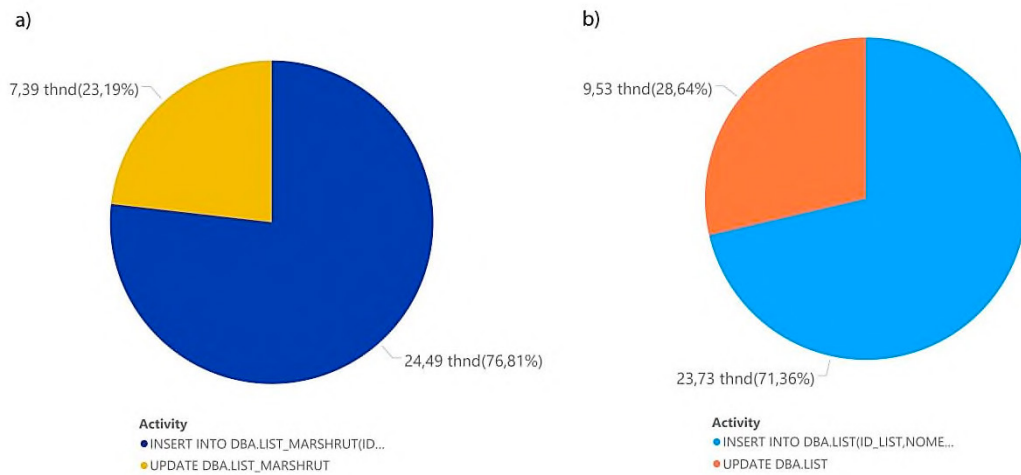 a)
7,39 thnd(23,19%)
24,49 thnd(76,81%)
Activity
INSERT INTO DBA.LIST_MARSHRUT(ID...
UPDATE DBA.LIST_MARSHRUT
b)
9,53 thnd(28,64%)
23,73 thnd(71,36%)
Activity
INSERT INTO DBA.LIST(ID_LIST,NOME...
UPDATE DBA.LIST